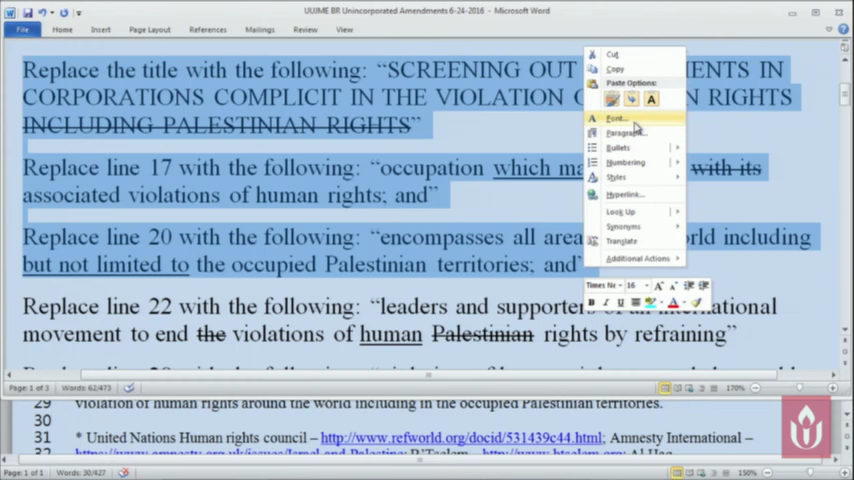 UUJME BR Unincorporated Amendments 6-24-2016 - Microsoft Word
File Home Insert Page Layout References Mailings Review View
Replace the title with the following: “SCREENING OUT MENTS IN
CORPORATIONS COMPLICIT IN THE VIOLATION N RIGHTS
INCLUDING PALESTINIAN RIGHTS”
Replace line 17 with the following: “occupation which with its
associated violations of human rights; and”
Replace line 20 with the following: “encompasses all world including
but not limited to the occupied Palestinian territories; and”
Cut
Copy
Paste Options:
Font...
Paragraph...
Bullets
Numbering
Styles
Hyperlink...
Look Up
Synonyms
Translate
Additional Actions
16 A A
B I U A
Replace line 22 with the following: “leaders and supporters of an international
movement to end the violations of human Palestinian rights by refraining”
Page: 1 of 3 Words: 62/473 170%
29 violation of human rights around the world including in the occupied Palestinian territories.
30
31 * United Nations Human rights council – http://www.refworld.org/docid/531439c44.html; Amnesty International –
Page: 1 of 1 Words: 30/427 150%